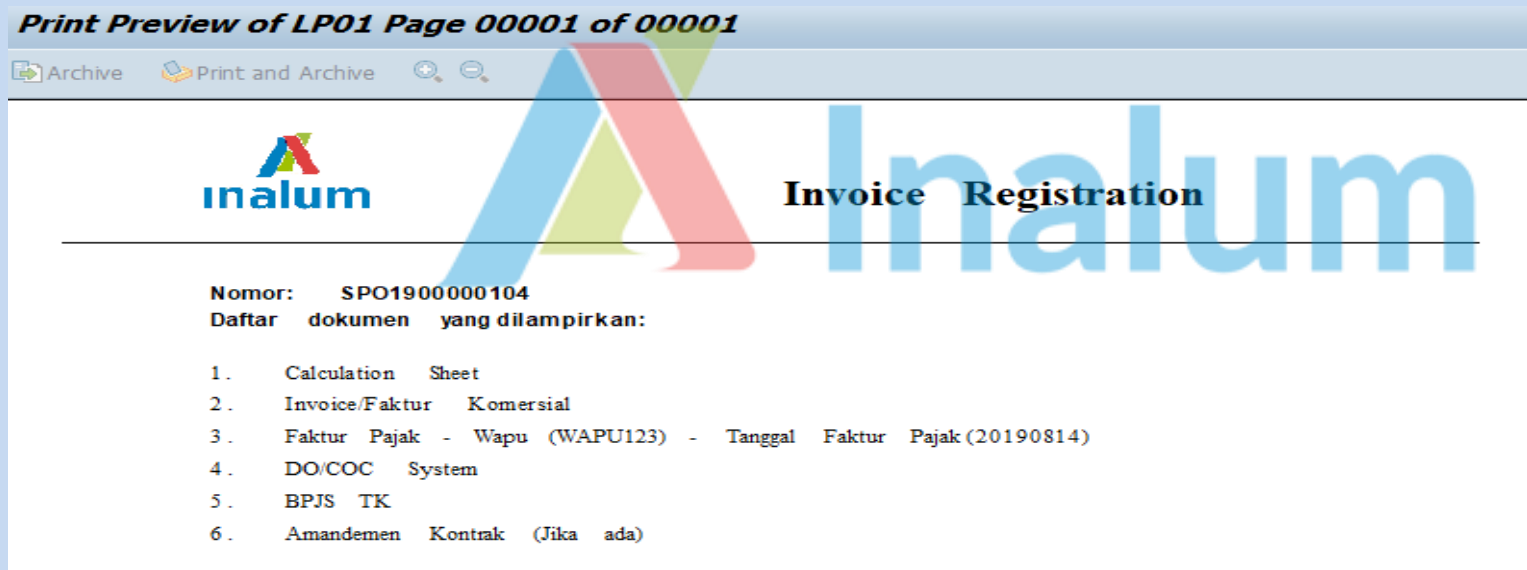 Print Preview of LP01 Page 00001 of 00001
Archive Print and Archive
inalum
Inalum
Invoice Registration
Nomor: SPO1900000104
Daftar dokumen yang dilampirkan:
1. Calculation Sheet
2. Invoice/Faktur Komersial
3. Faktur Pajak - Wapu (WAPU123) - Tanggal Faktur Pajak (20190814)
4. DO/COC System
5. BPJS TK
6. Amandemen Kontrak (Jika ada)